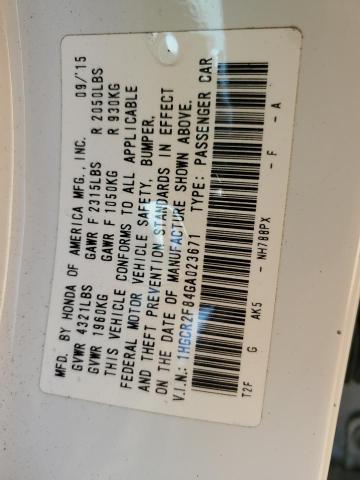 MFD. BY HONDA OF AMERICA MFG., INC. 09/'15
GVWR 4321LBS GAWR F 2315LBS R 2050LBS
GVWR 1960KG GAWR F 1050KG R 930KG
THIS VEHICLE CONFORMS TO ALL APPLICABLE
FEDERAL MOTOR VEHICLE SAFETY, BUMPER,
AND THEFT PREVENTION STANDARDS IN EFFECT
ON THE DATE OF MANUFACTURE SHOWN ABOVE.
V.I.N.: 1HGCR2F84GA023671 TYPE: PASSENGER CAR
T2F G AK5 - NH788PX - F - A